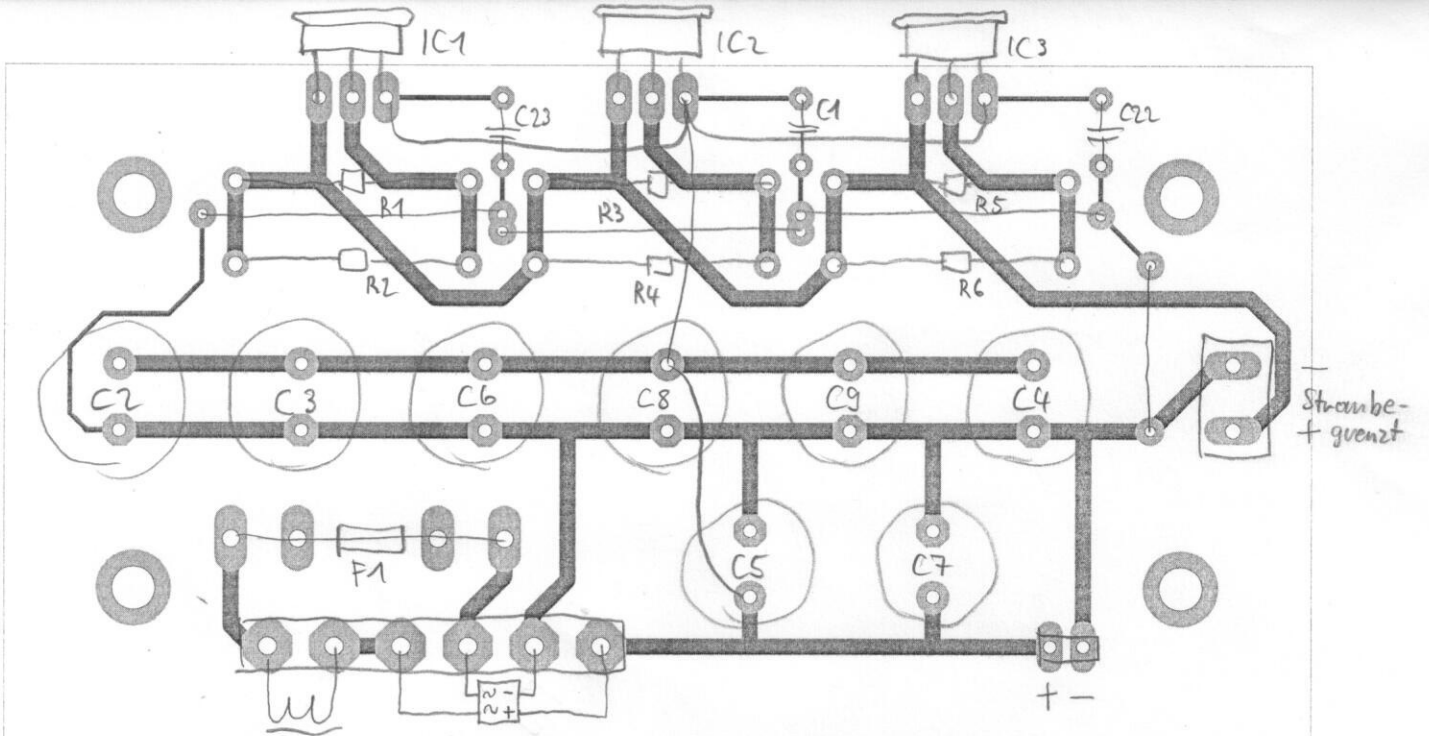 IC1
IC2
IC3
C23
C1
C22
R1
R3
R5
R2
R4
R6
C2
C3
C6
C8
C9
C4
−
Strombe-
+ grenzt
F1
C5
C7
~ −
~ +
+ −